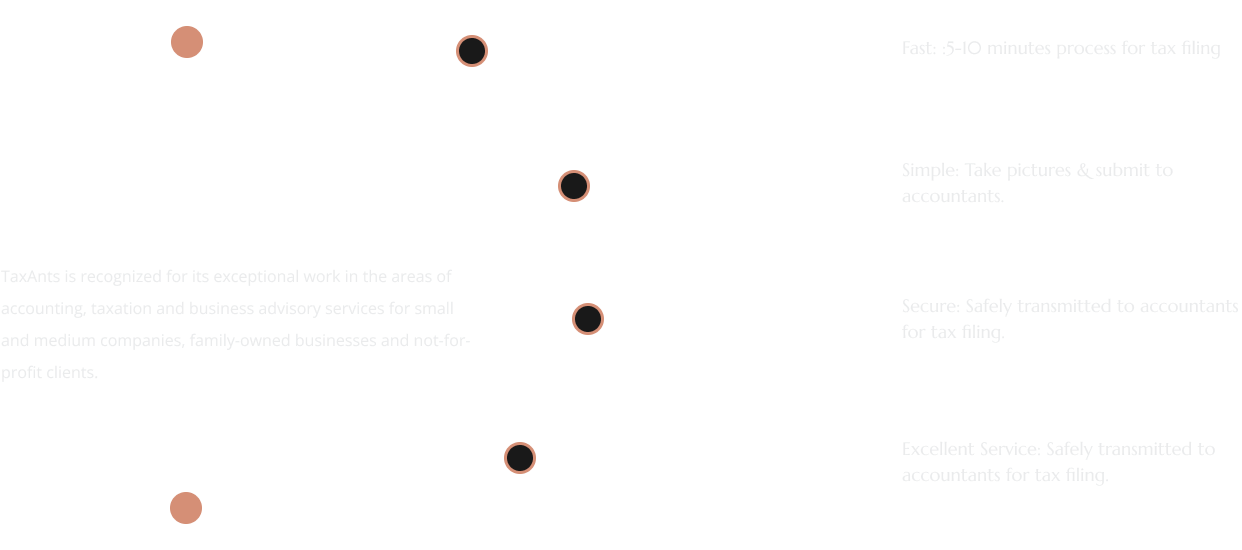 Fast: :5-10 minutes process for tax filing
Simple: Take pictures & submit to
accountants.
TaxAnts is recognized for its exceptional work in the areas of
accounting, taxation and business advisory services for small
and medium companies, family-owned businesses and not-for-
profit clients.
Secure: Safely transmitted to accountants
for tax filing.
Excellent Service: Safely transmitted to
accountants for tax filing.